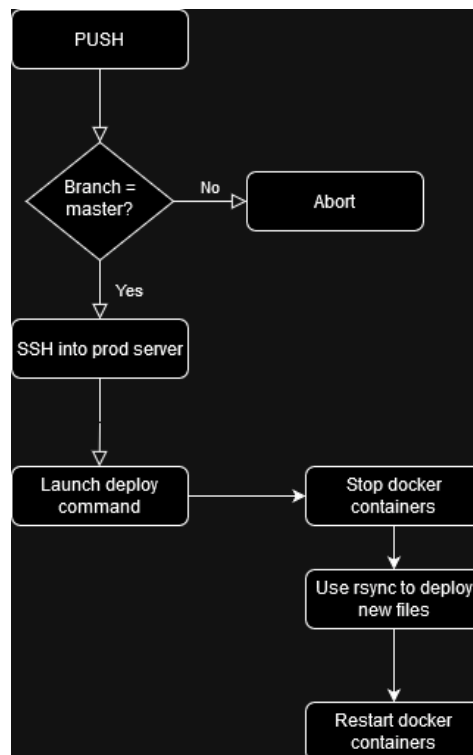 PUSH
Branch =
master?
No
Abort
Yes
SSH into prod server
Launch deploy
command
Stop docker
containers
Use rsync to deploy
new files
Restart docker
containers